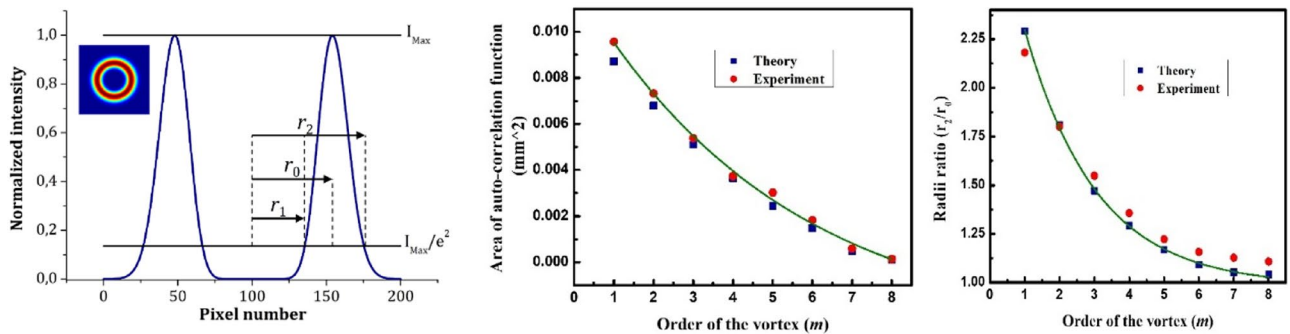 Normalized intensity
1,0
0,8
0,6
0,4
0,2
0,0
I_Max
r_2
r_0
r_1
I_Max/e^2
0
50
100
150
200
Pixel number
Area of auto-correlation function
(mm^2)
0.010
0.008
0.006
0.004
0.002
0.000
Theory
Experiment
0 1 2 3 4 5 6 7 8
Order of the vortex (m)
Radii ratio (r_2/r_0)
2.25
2.00
1.75
1.50
1.25
1.00
Theory
Experiment
0 1 2 3 4 5 6 7 8
Order of the vortex (m)